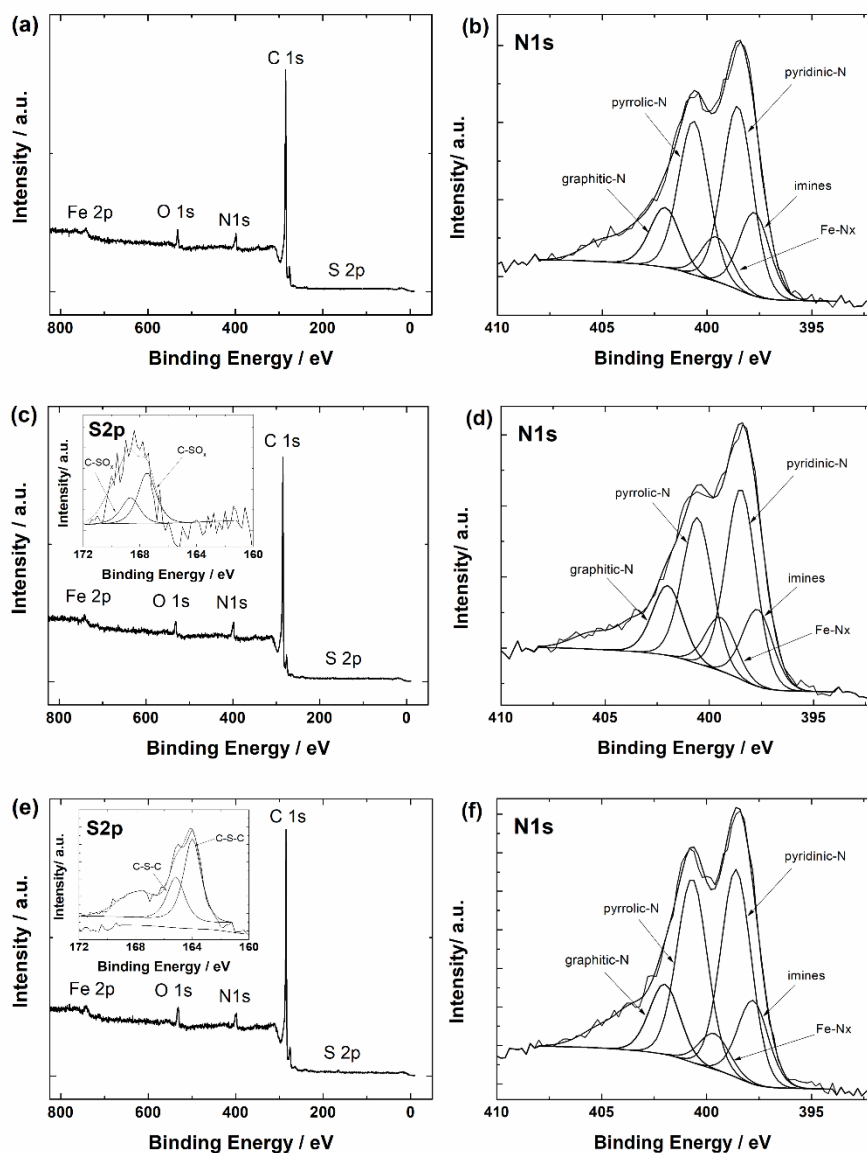 (a)
C 1s
Fe 2p
O 1s
N1s
S 2p
Intensity / a.u.
800 600 400 200 0
Binding Energy / eV
(b)
N1s
pyridinic-N
pyrrolic-N
graphitic-N
imines
Fe-Nx
Intensity/ a.u.
410 405 400 395
Binding Energy / eV
(c)
S2p
C-SOx
C-SOx
Intensity/ a.u.
172 168 164 160
Binding Energy / eV
C 1s
Fe 2p
O 1s
N1s
S 2p
Intensity / a.u.
800 600 400 200 0
Binding Energy / eV
(d)
N1s
pyridinic-N
pyrrolic-N
graphitic-N
imines
Fe-Nx
Intensity/ a.u.
410 405 400 395
Binding Energy / eV
(e)
S2p
C-S-C
C-S-C
Intensity/ a.u.
172 168 164 160
Binding Energy / eV
C 1s
Fe 2p
O 1s
N1s
S 2p
Intensity / a.u.
800 600 400 200 0
Binding Energy / eV
(f)
N1s
pyridinic-N
pyrrolic-N
graphitic-N
imines
Fe-Nx
Intensity/ a.u.
410 405 400 395
Binding Energy / eV